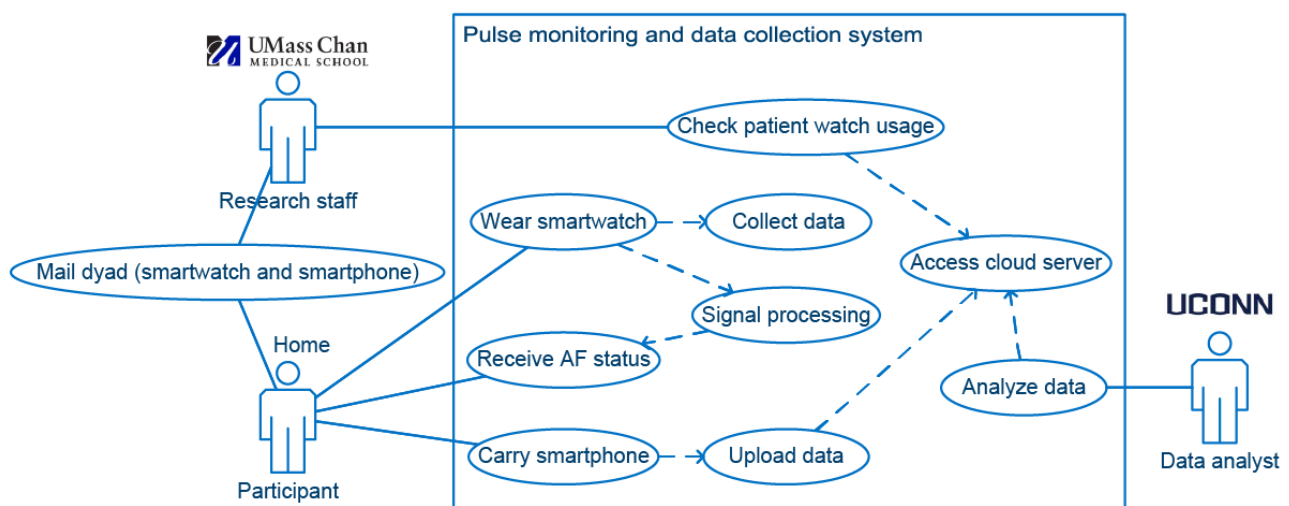 Pulse monitoring and data collection system
UMass Chan
MEDICAL SCHOOL
Check patient watch usage
Research staff
Wear smartwatch
Collect data
Mail dyad (smartwatch and smartphone)
Access cloud server
Signal processing
UCONN
Home
Receive AF status
Analyze data
Carry smartphone
Upload data
Data analyst
Participant